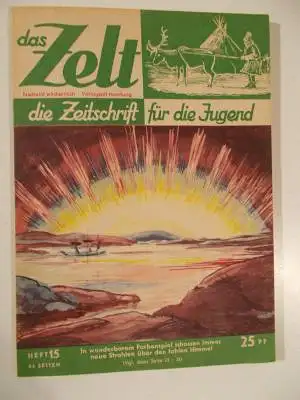 das
Zelt
Erscheint wöchentlich · Verlagsort Hamburg
die Zeitschrift für die Jugend
HEFT 15
In wunderbarem Farbenspiel schossen immer
neue Strahlen über den fahlen Himmel
25 Pf
SEITEN